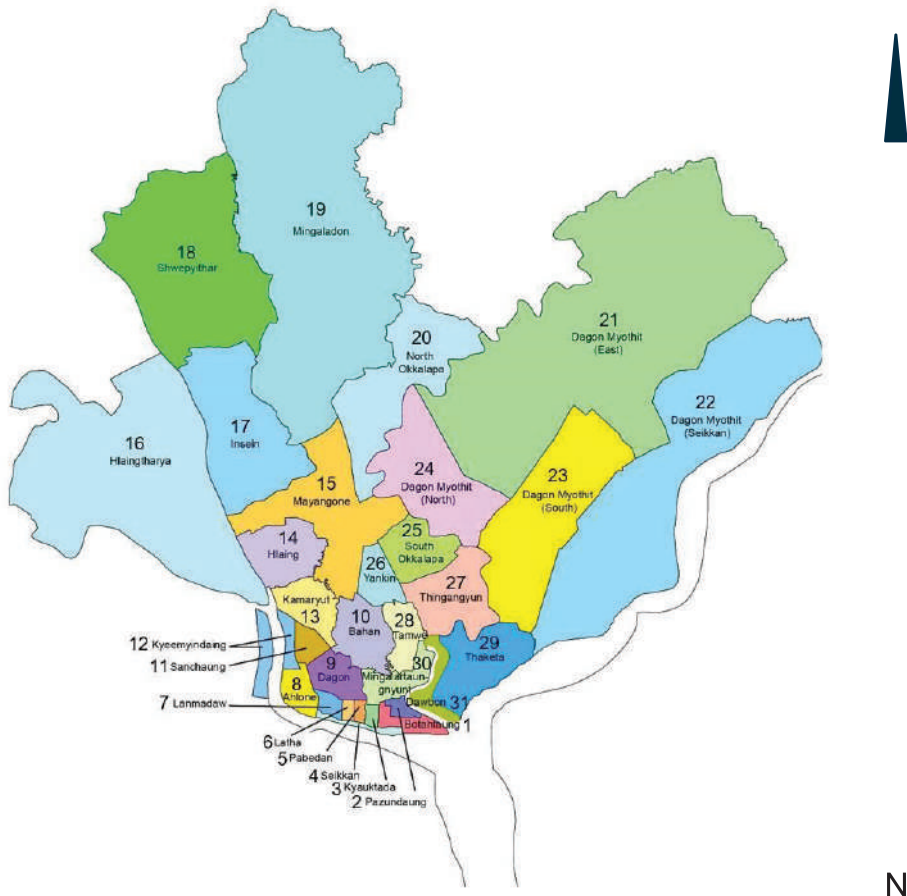 19
Mingaladon
18
Shwepyithar
21
Dagon Myothit
(East)
20
North
Okkalapa
22
Dagon Myothit
(Seikkan)
17
Insein
16
Hlaingtharya
15
Mayangone
24
Dagon Myothit
(North)
23
Dagon Myothit
(South)
14
Hlaing
25
South
Okkalapa
26
Yankin
27
Thingangyun
Kamaryut
13
10
Bahan
28
Tamwe
12 Kyeemyindaing
11 Sanchaung
29
Thaketa
9
Dagon
30
Mingalartaung-
gnyunt
8
Ahlone
7 Lanmadaw
Dawbon 31
Botahtaung 1
6 Latha
5 Pabedan
4 Seikkan
3 Kyauktada
2 Pazundaung
N